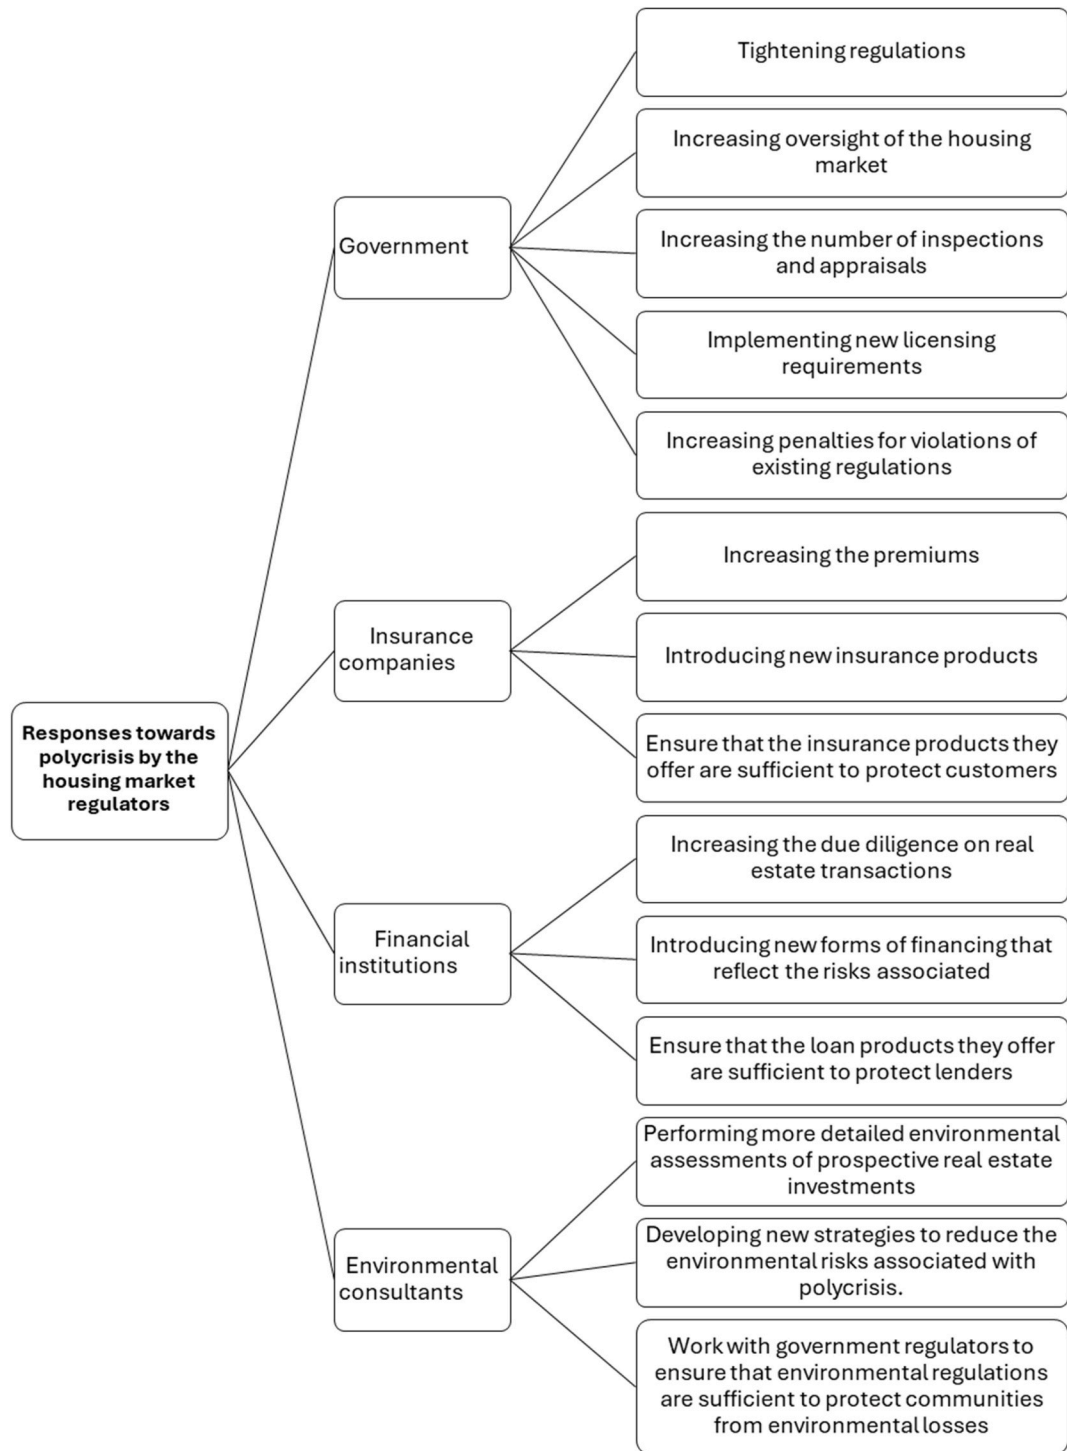 Tightening regulations
Increasing oversight of the housing
market
Increasing the number of inspections
and appraisals
Government
Implementing new licensing
requirements
Increasing penalties for violations of
existing regulations
Increasing the premiums
Insurance
companies
Introducing new insurance products
Ensure that the insurance products they
offer are sufficient to protect customers
Responses towards
polycrisis by the
housing market
regulators
Increasing the due diligence on real
estate transactions
Financial
institutions
Introducing new forms of financing that
reflect the risks associated
Ensure that the loan products they offer
are sufficient to protect lenders
Performing more detailed environmental
assessments of prospective real estate
investments
Environmental
consultants
Developing new strategies to reduce the
environmental risks associated with
polycrisis.
Work with government regulators to
ensure that environmental regulations
are sufficient to protect communities
from environmental losses